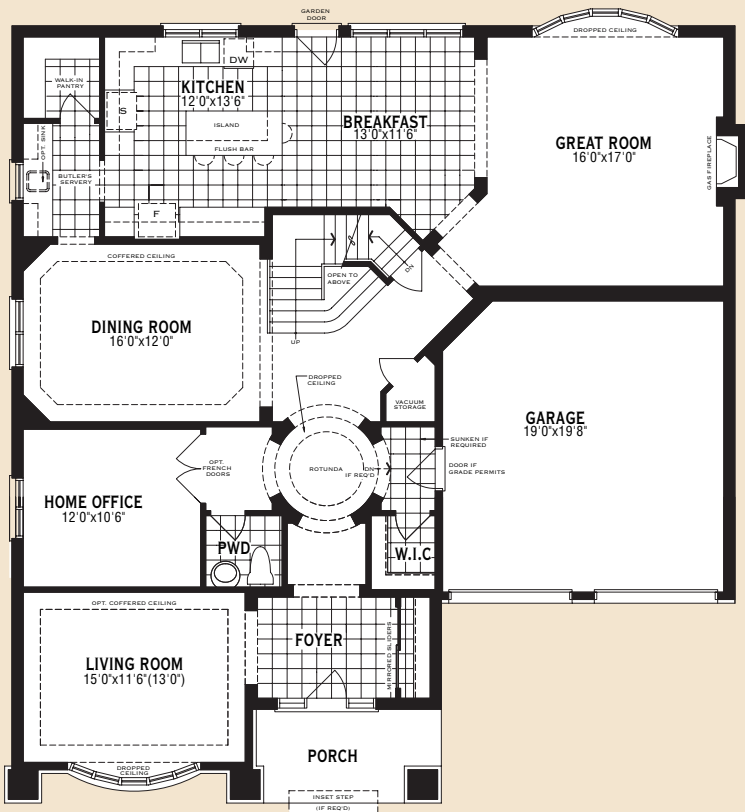 GARDEN
DOOR
DROPPED CEILING
DW
WALK-IN
PANTRY
KITCHEN
12'0"x13'6"
S
ISLAND
BREAKFAST
13'0"x11'6"
GREAT ROOM
16'0"x17'0"
GAS FIREPLACE
OPT. SINK
FLUSH BAR
BUTLER'S
SERVERY
F
COFFERED CEILING
OPEN TO
ABOVE
DN
DINING ROOM
16'0"x12'0"
UP
DROPPED
CEILING
VACUUM
STORAGE
GARAGE
19'0"x19'8"
SUNKEN IF
REQUIRED
OPT.
FRENCH
DOORS
ROTUNDA
DN
IF REQ'D
DOOR IF
GRADE PERMITS
HOME OFFICE
12'0"x10'6"
PWD
W.I.C
OPT. COFFERED CEILING
FOYER
MIRRORED SLIDERS
LIVING ROOM
15'0"x11'6"(13'0")
PORCH
DROPPED
CEILING
INSET STEP
(IF REQ'D)